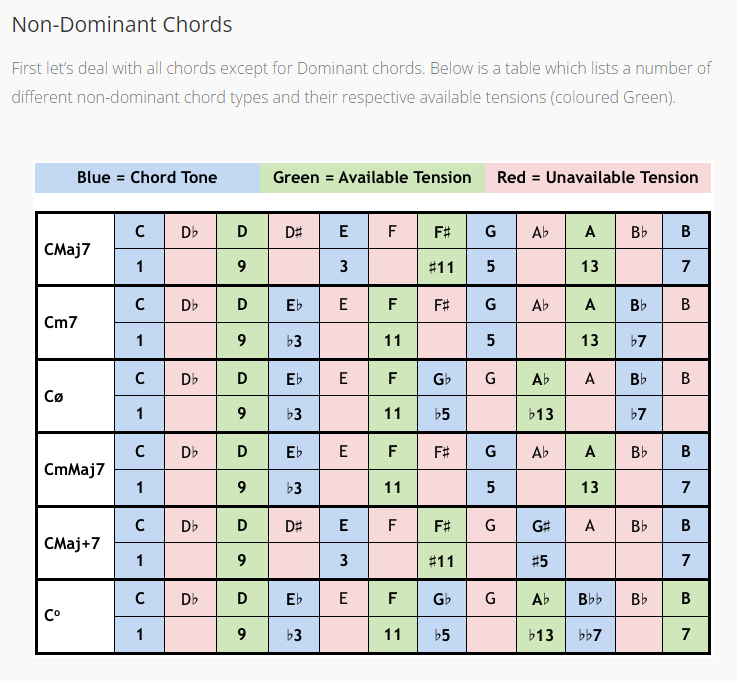 Non-Dominant Chords
First let's deal with all chords except for Dominant chords. Below is a table which lists a number of
different non-dominant chord types and their respective available tensions (coloured Green).
Blue = Chord Tone Green = Available Tension Red = Unavailable Tension
CMaj7
C D♭ D D♯ E F F♯ G A♭ A B♭ B
1 9 3 ♯11 5 13 7
Cm7
C D♭ D E♭ E F F♯ G A♭ A B♭ B
1 9 ♭3 11 5 13 ♭7
Cø
C D♭ D E♭ E F G♭ G A♭ A B♭ B
1 9 ♭3 11 ♭5 ♭13 ♭7
CmMaj7
C D♭ D E♭ E F F♯ G A♭ A B♭ B
1 9 ♭3 11 5 13 7
CMaj+7
C D♭ D D♯ E F F♯ G G♯ A B♭ B
1 9 3 ♯11 ♯5 7
Cº
C D♭ D E♭ E F G♭ G A♭ B♭♭ B♭ B
1 9 ♭3 11 ♭5 ♭13 ♭♭7 7